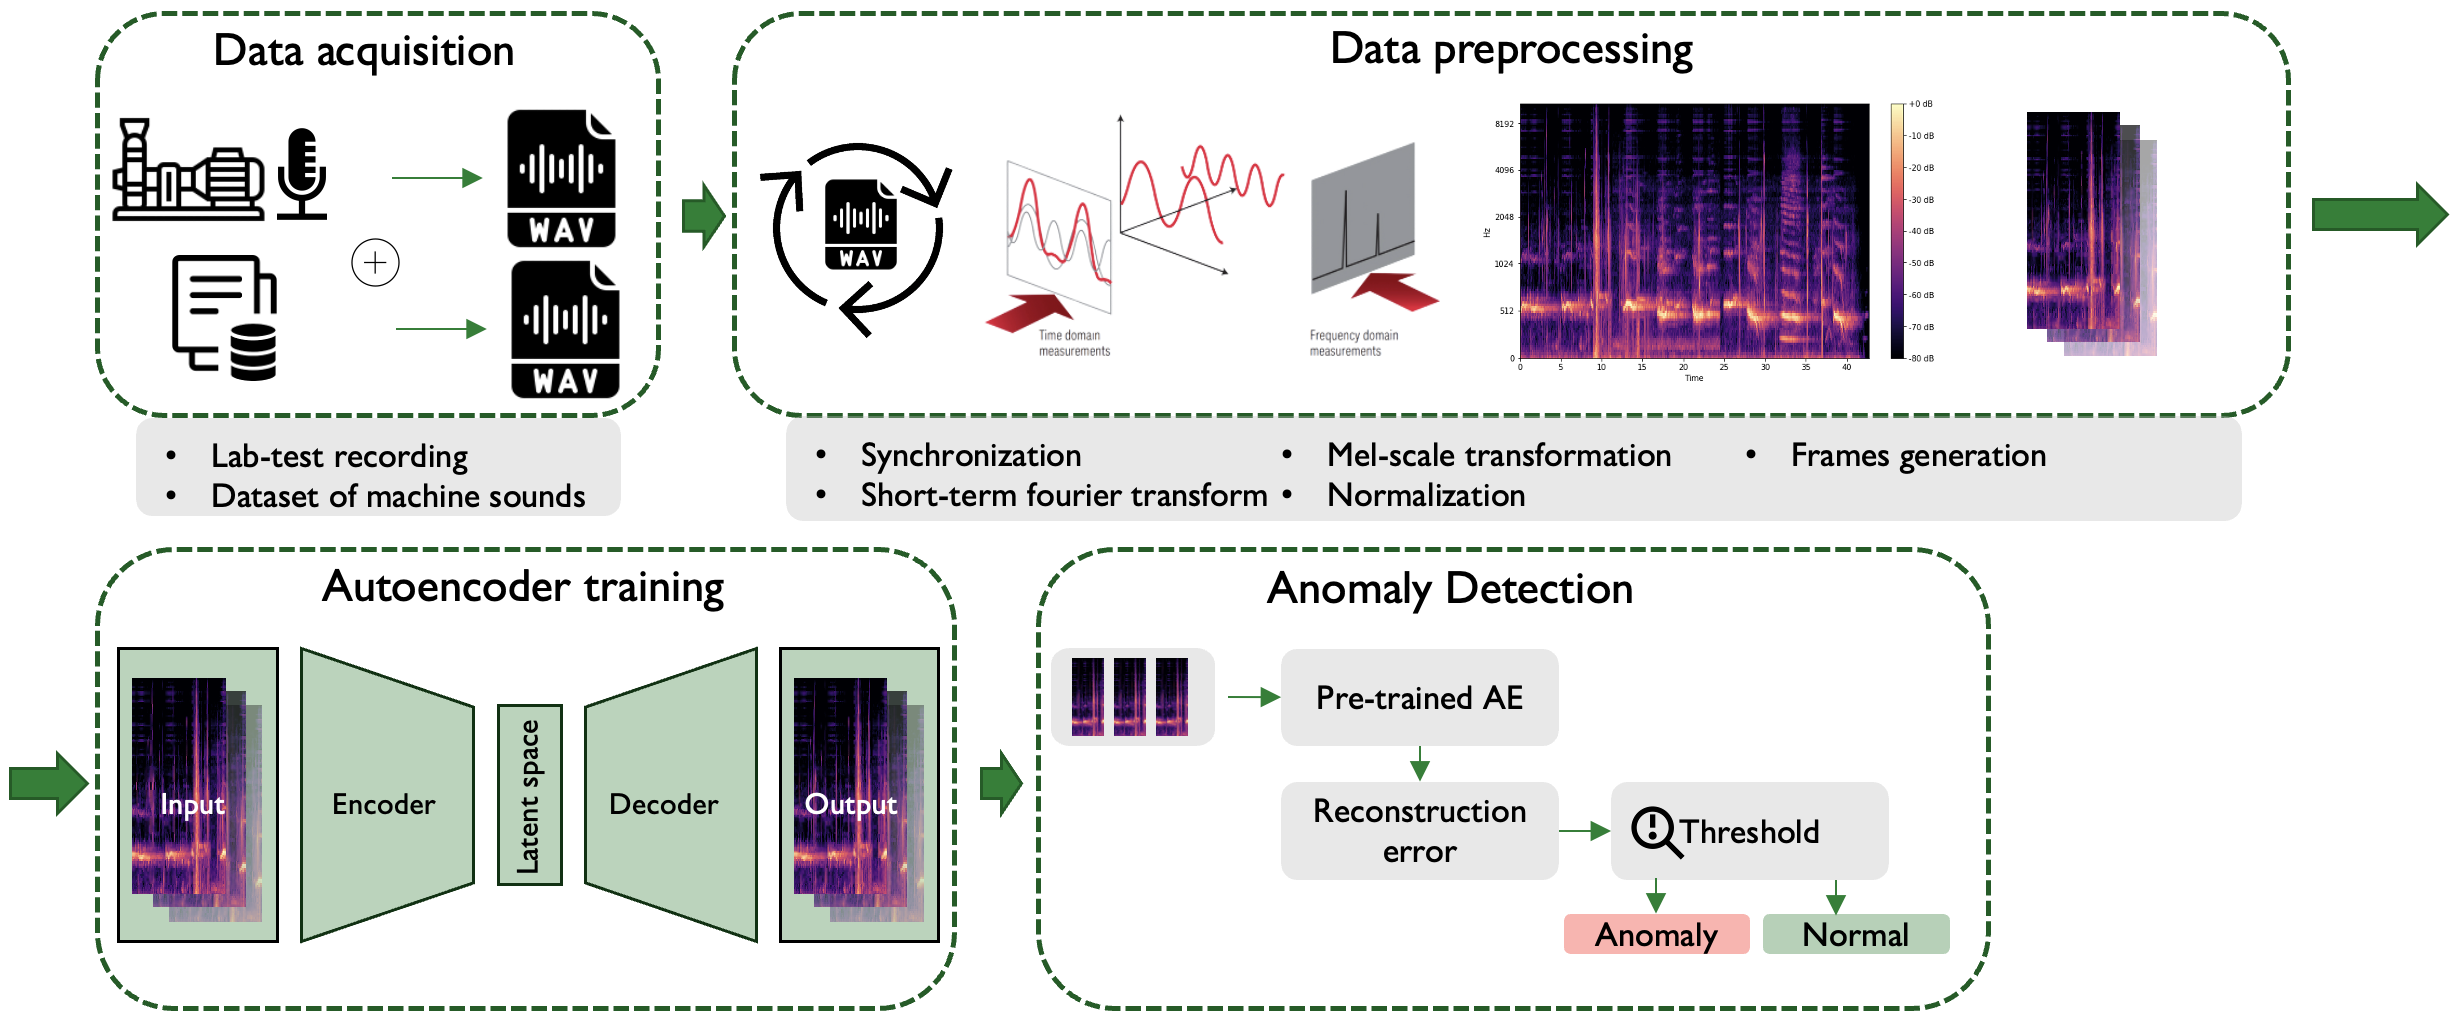 Data acquisition
WAV
WAV
• Lab-test recording
• Dataset of machine sounds
Data preprocessing
WAV
Time domain
measurements
Frequency domain
measurements
8192
4096
2048
1024
512
0
Hz
0 5 10 15 20 25 30 35 40
Time
+0 dB
-10 dB
-20 dB
-30 dB
-40 dB
-50 dB
-60 dB
-70 dB
-80 dB
• Synchronization
• Short-term fourier transform
• Mel-scale transformation
• Normalization
• Frames generation
Autoencoder training
Input
Encoder
Latent space
Decoder
Output
Anomaly Detection
Pre-trained AE
Reconstruction
error
Threshold
Anomaly
Normal